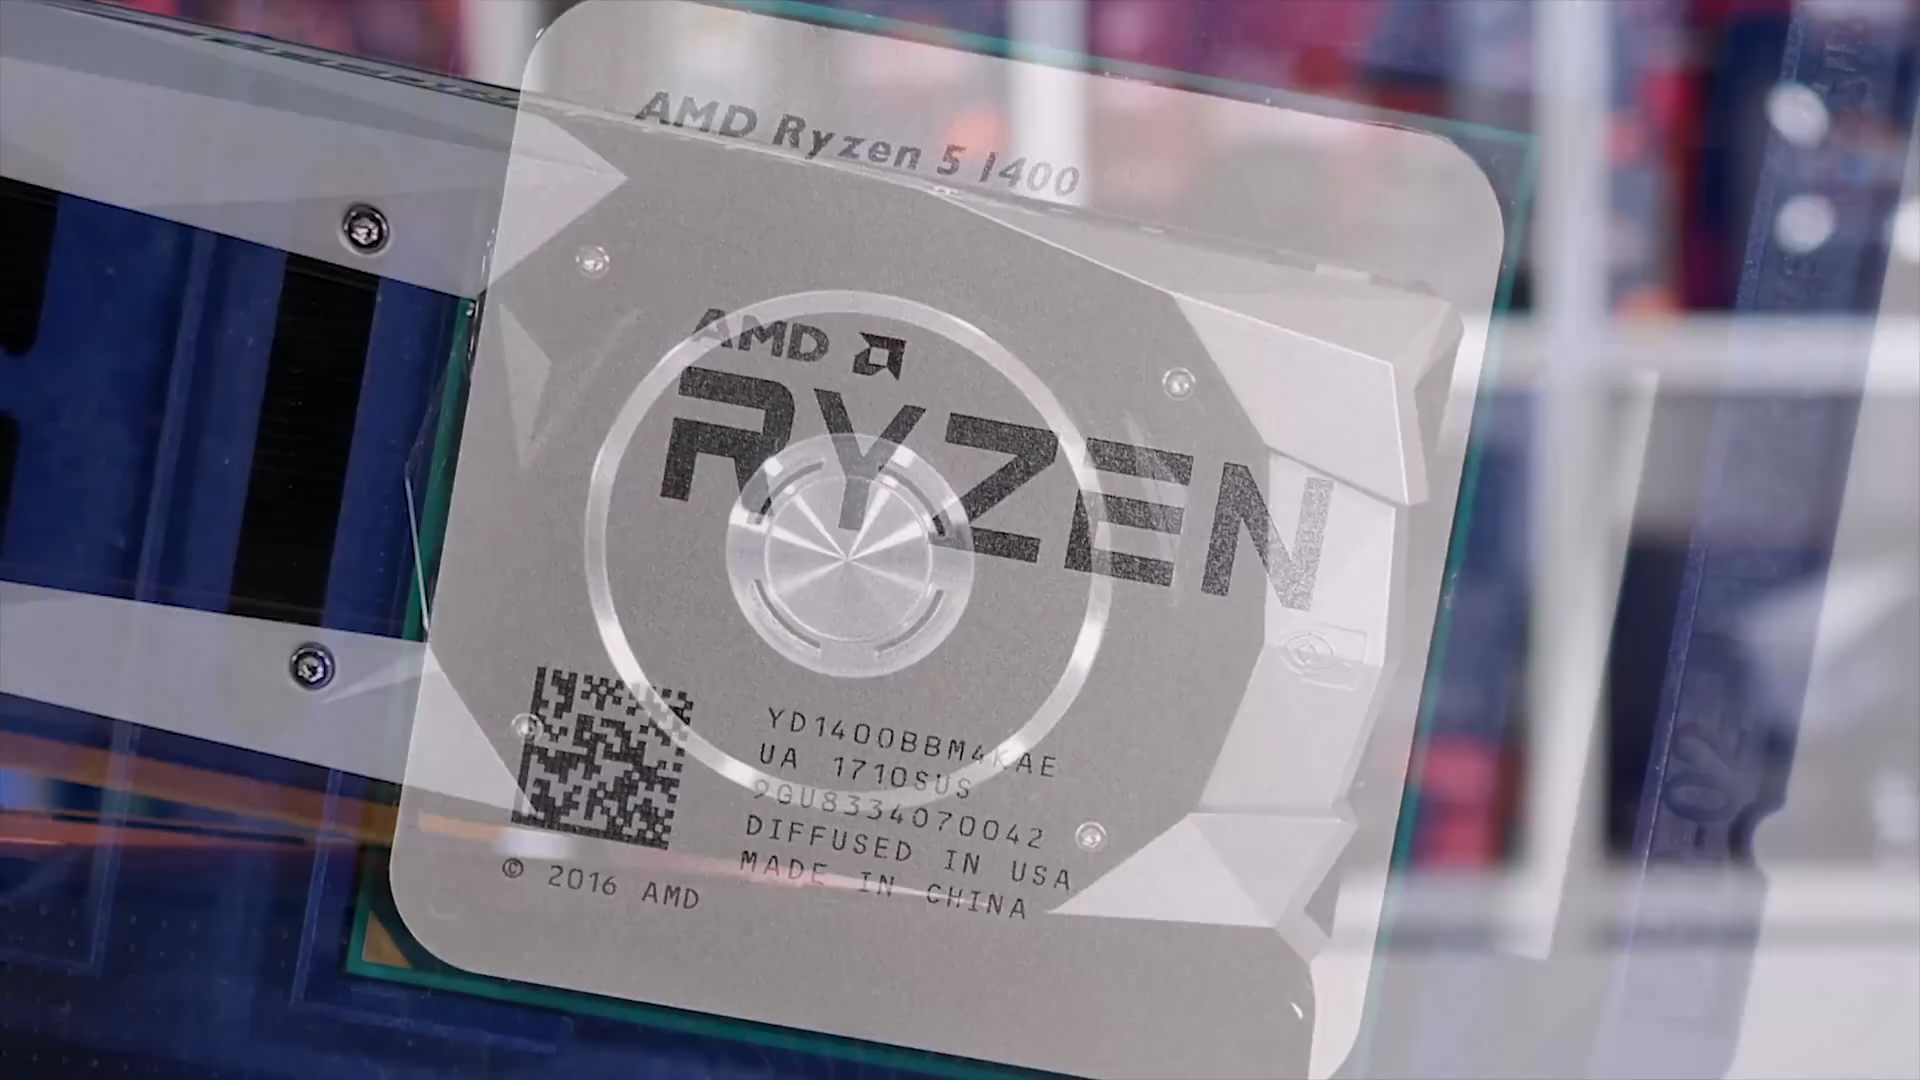 AMD Ryzen 5 1400
AMD
RYZEN
YD1400BBM4KAE
UA 1710SUS
9GU8334070042
DIFFUSED IN USA
MADE IN CHINA
© 2016 AMD